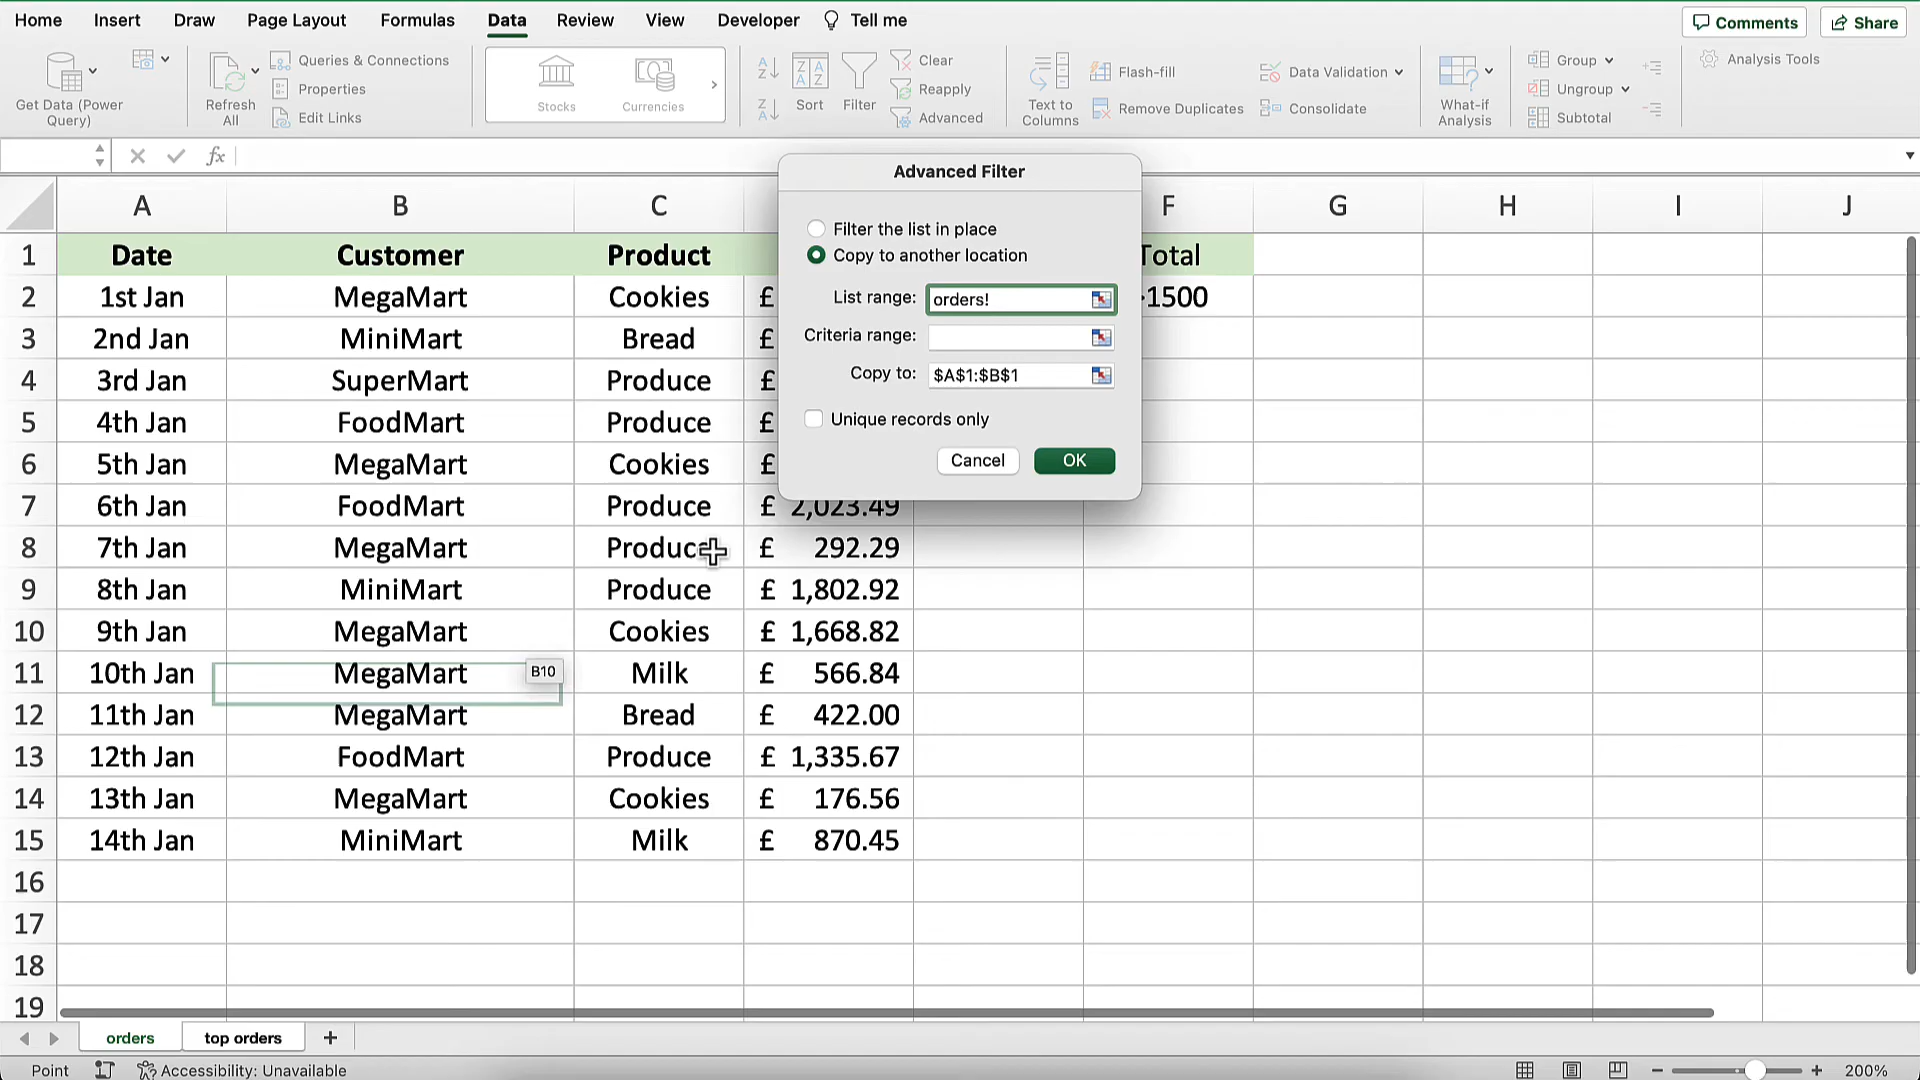 Home Insert Draw Page Layout Formulas Data Review View Developer Tell me Comments Share
Get Data (Power Query)
Refresh All
Queries & Connections
Properties
Edit Links
Stocks
Currencies
Sort
Filter
Clear
Reapply
Advanced
Text to Columns
Flash-fill
Remove Duplicates
Data Validation
Consolidate
What-if Analysis
Group
Ungroup
Subtotal
Analysis Tools
fx
Advanced Filter
Filter the list in place
Copy to another location
List range: orders!
Criteria range:
Copy to: $A$1:$B$1
Unique records only
Cancel OK
A B C F G H I J
1 Date Customer Product Total
2 1st Jan MegaMart Cookies £ >1500
3 2nd Jan MiniMart Bread £
4 3rd Jan SuperMart Produce £
5 4th Jan FoodMart Produce £
6 5th Jan MegaMart Cookies £
7 6th Jan FoodMart Produce £ 2,023.49
8 7th Jan MegaMart Produce £ 292.29
9 8th Jan MiniMart Produce £ 1,802.92
10 9th Jan MegaMart Cookies £ 1,668.82
11 10th Jan MegaMart B10 Milk £ 566.84
12 11th Jan MegaMart Bread £ 422.00
13 12th Jan FoodMart Produce £ 1,335.67
14 13th Jan MegaMart Cookies £ 176.56
15 14th Jan MiniMart Milk £ 870.45
16
17
18
19
orders top orders +
Point Accessibility: Unavailable 200%